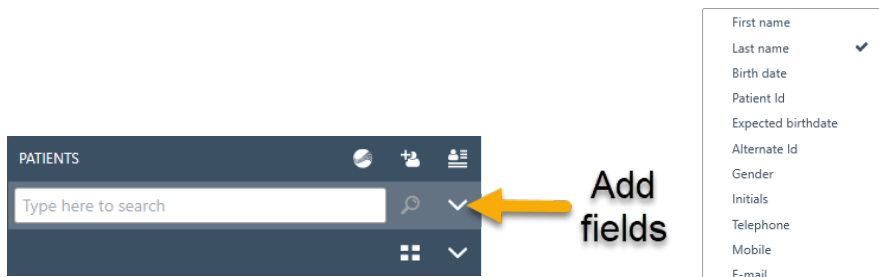 PATIENTS
Type here to search
Add
fields
First name
Last name
Birth date
Patient Id
Expected birthdate
Alternate Id
Gender
Initials
Telephone
Mobile
E-mail